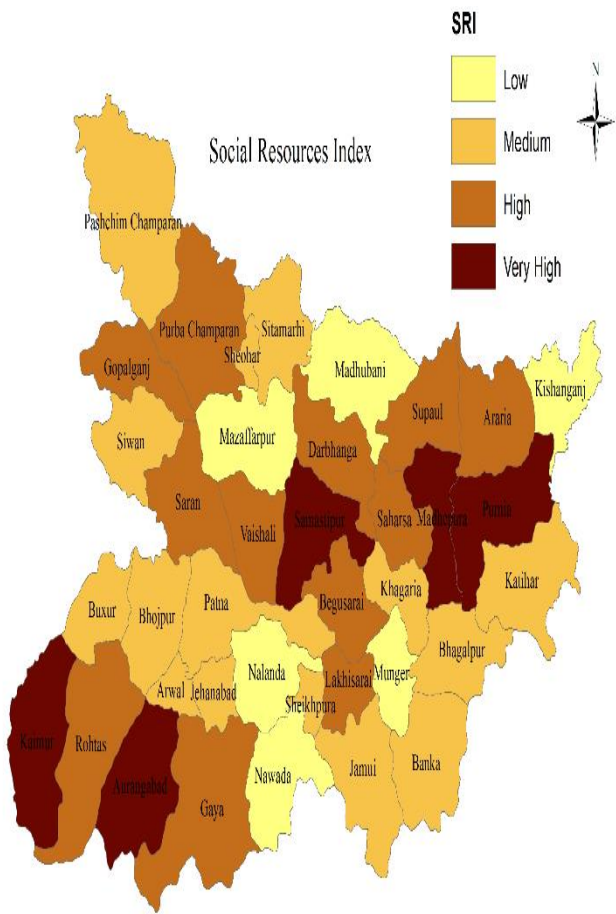 SRI
Low
Medium
High
Very High
N
Social Resources Index
Pashchim Champaran
Purba Champaran
Sitamarhi
Sheohar
Gopalganj
Madhubani
Kishanganj
Siwan
Mazaffarpur
Darbhanga
Supaul
Araria
Saran
Vaishali
Samastipur
Saharsa
Madhepura
Purnia
Buxur
Bhojpur
Patna
Begusarai
Khagaria
Katihar
Arwal
Jehanabad
Nalanda
Sheikhpura
Lakhisarai
Munger
Bhagalpur
Kaimur
Rohtas
Aurangabad
Gaya
Nawada
Jamui
Banka